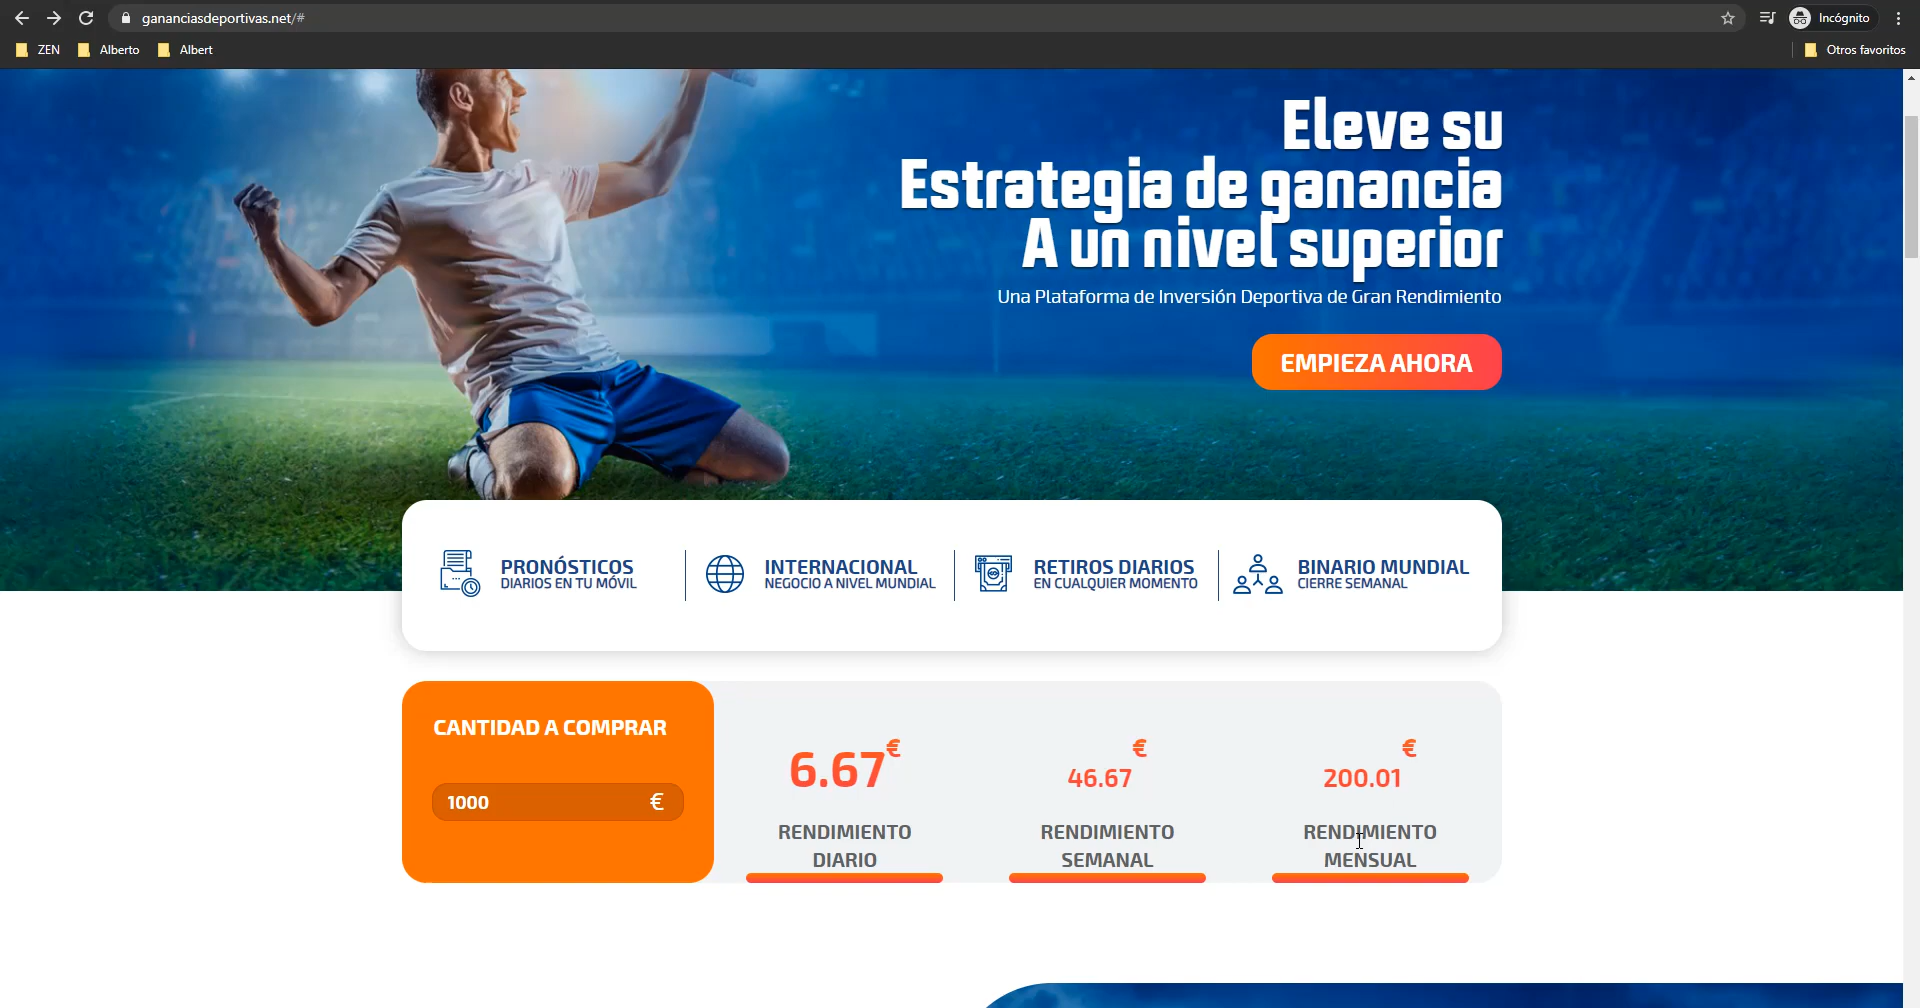 gananciasdeportivas.net/#
Incógnito
ZEN
Alberto
Albert
Otros favoritos
Eleve su
Estrategia de ganancia
A un nivel superior
Una Plataforma de Inversión Deportiva de Gran Rendimiento
EMPIEZA AHORA
PRONÓSTICOS
DIARIOS EN TU MÓVIL
INTERNACIONAL
NEGOCIO A NIVEL MUNDIAL
RETIROS DIARIOS
EN CUALQUIER MOMENTO
BINARIO MUNDIAL
CIERRE SEMANAL
CANTIDAD A COMPRAR
1000 €
6.67€
RENDIMIENTO
DIARIO
46.67€
RENDIMIENTO
SEMANAL
200.01€
RENDIMIENTO
MENSUAL